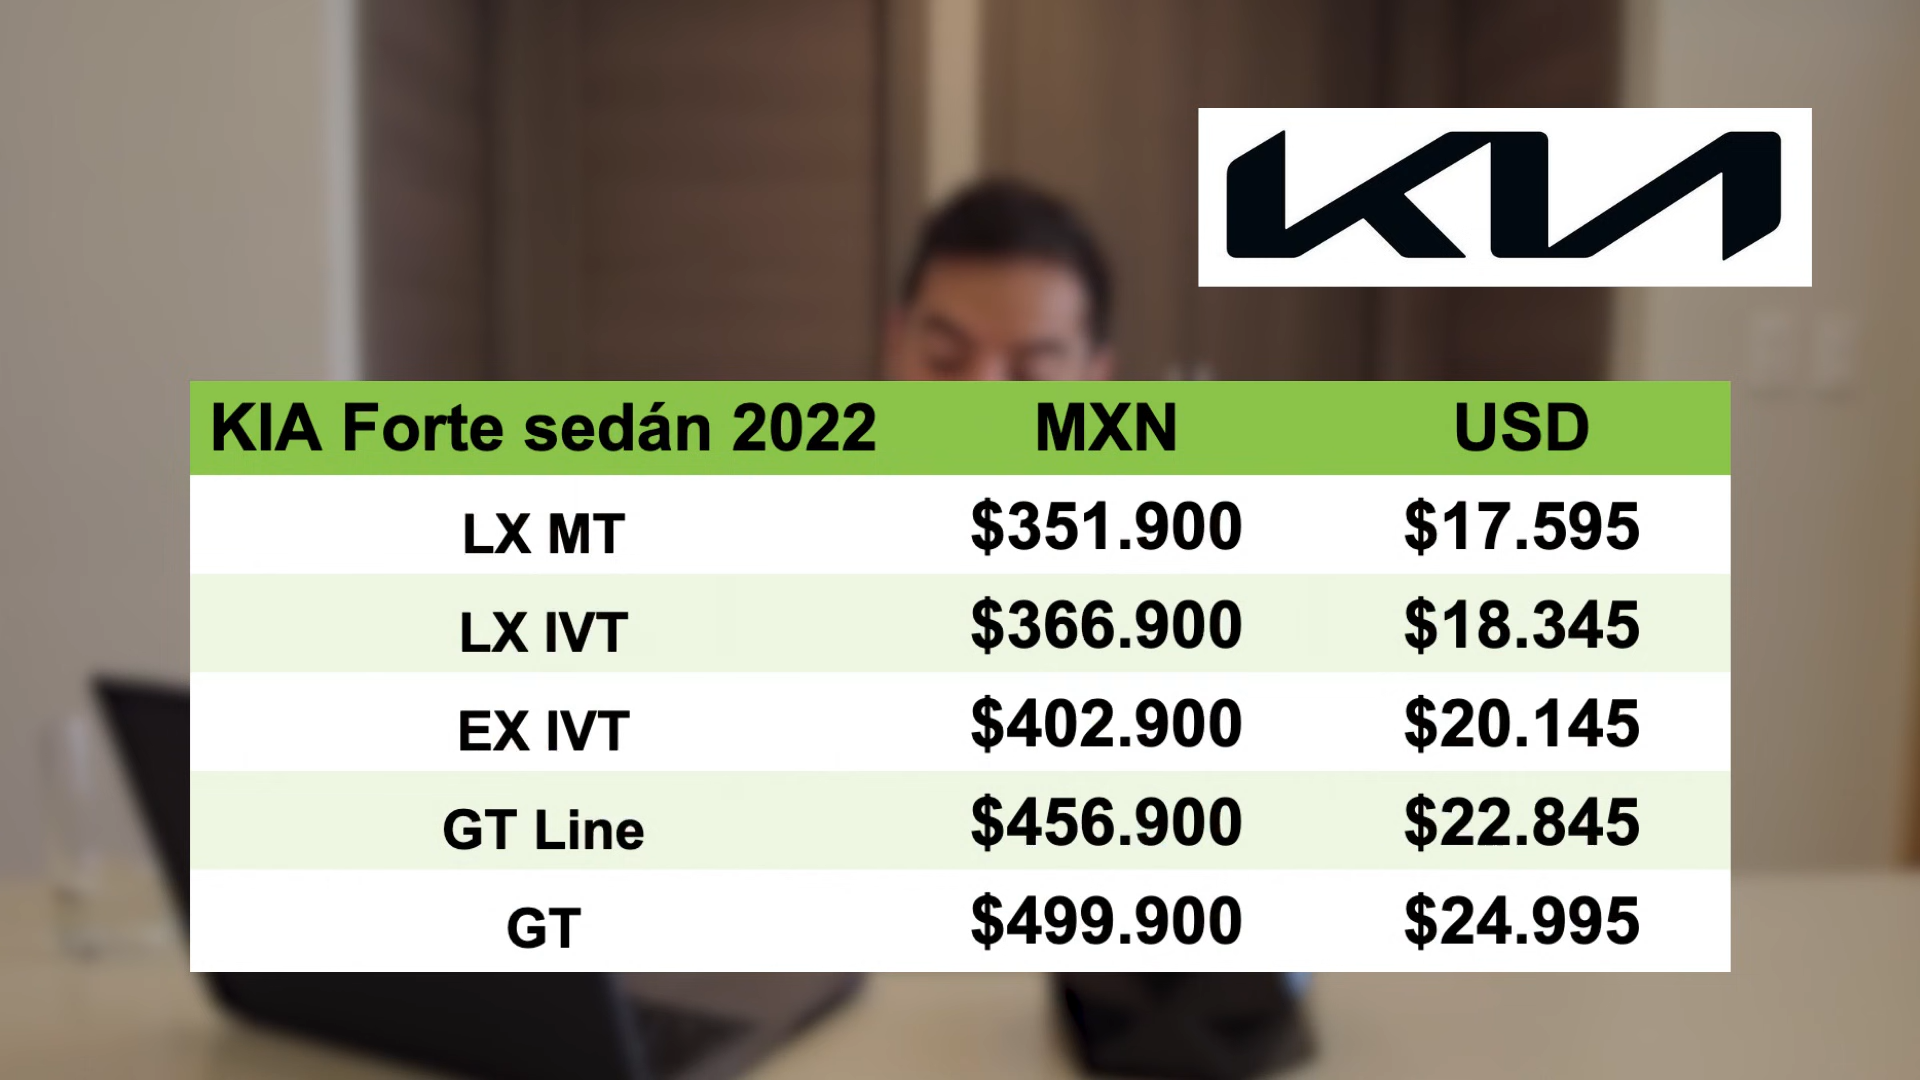 KIA
KIA Forte sedán 2022 MXN USD
LX MT $351.900 $17.595
LX IVT $366.900 $18.345
EX IVT $402.900 $20.145
GT Line $456.900 $22.845
GT $499.900 $24.995